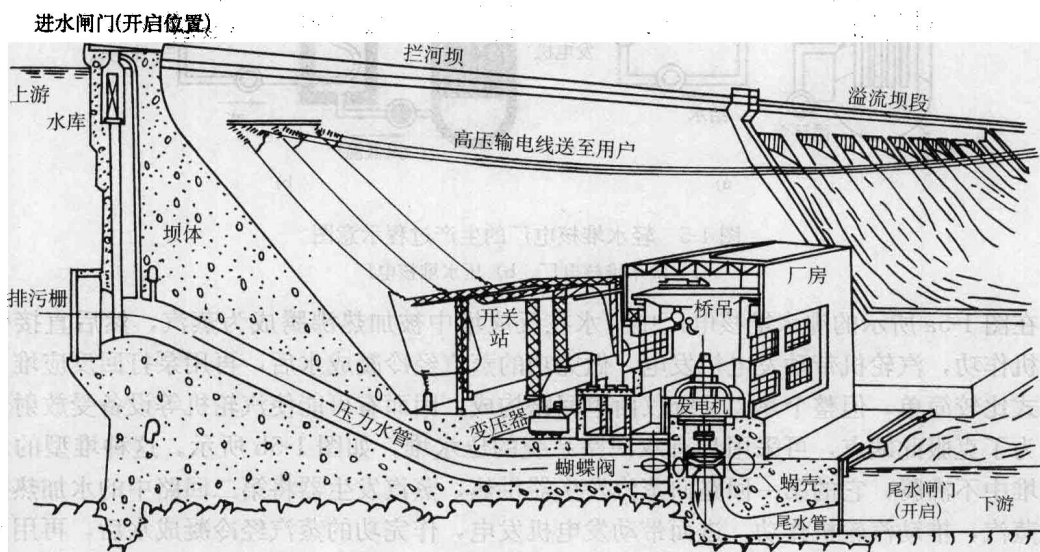 进水闸门(开启位置)
拦河坝
上游
溢流坝段
水库
高压输电线送至用户
坝体
厂房
排污栅
开关站
桥吊
压力水管
变压器
发电机
蝴蝶阀
蜗壳
尾水闸门
(开启)
下游
尾水管